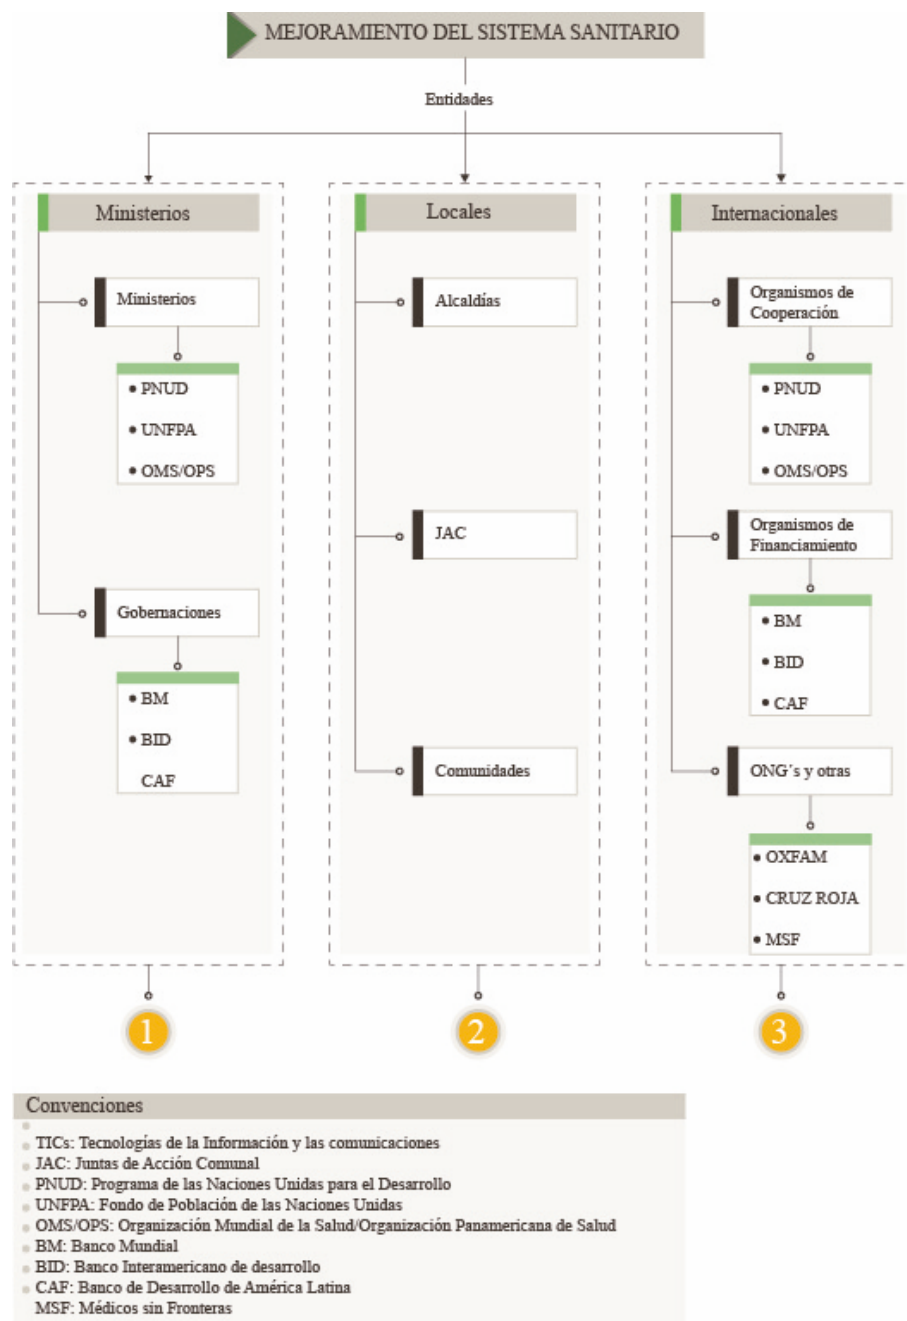 MEJORAMIENTO DEL SISTEMA SANITARIO
Entidades
Ministerios
Ministerios
• PNUD
• UNFPA
• OMS/OPS
Gobernaciones
• BM
• BID
CAF
1
Locales
Alcaldías
JAC
Comunidades
2
Internacionales
Organismos de
Cooperación
• PNUD
• UNFPA
• OMS/OPS
Organismos de
Financiamiento
• BM
• BID
• CAF
ONG´s y otras
• OXFAM
• CRUZ ROJA
• MSF
3
Convenciones
TICs: Tecnologías de la Información y las comunicaciones
JAC: Juntas de Acción Comunal
PNUD: Programa de las Naciones Unidas para el Desarrollo
UNFPA: Fondo de Población de las Naciones Unidas
OMS/OPS: Organización Mundial de la Salud/Organización Panamericana de Salud
BM: Banco Mundial
BID: Banco Interamericano de desarrollo
CAF: Banco de Desarrollo de América Latina
MSF: Médicos sin Fronteras